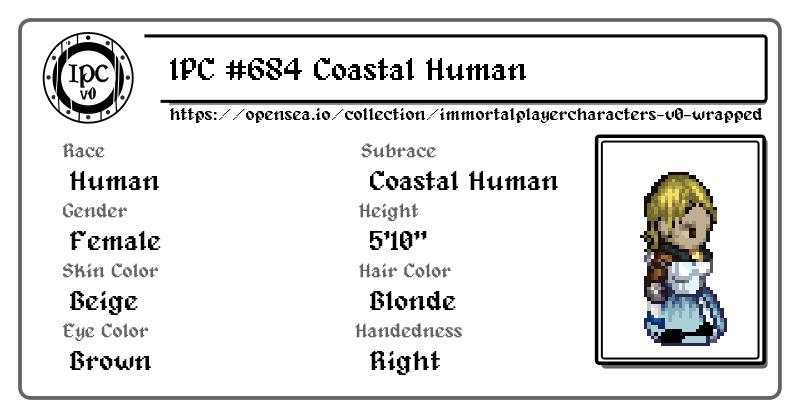 IPC v0
IPC #684 Coastal Human
https://opensea.io/collection/immortalplayercharacters-v0-wrapped
Race
Subrace
Human
Coastal Human
Gender
Height
Female
5'10"
Skin Color
Hair Color
Beige
Blonde
Eye Color
Handedness
Brown
Right